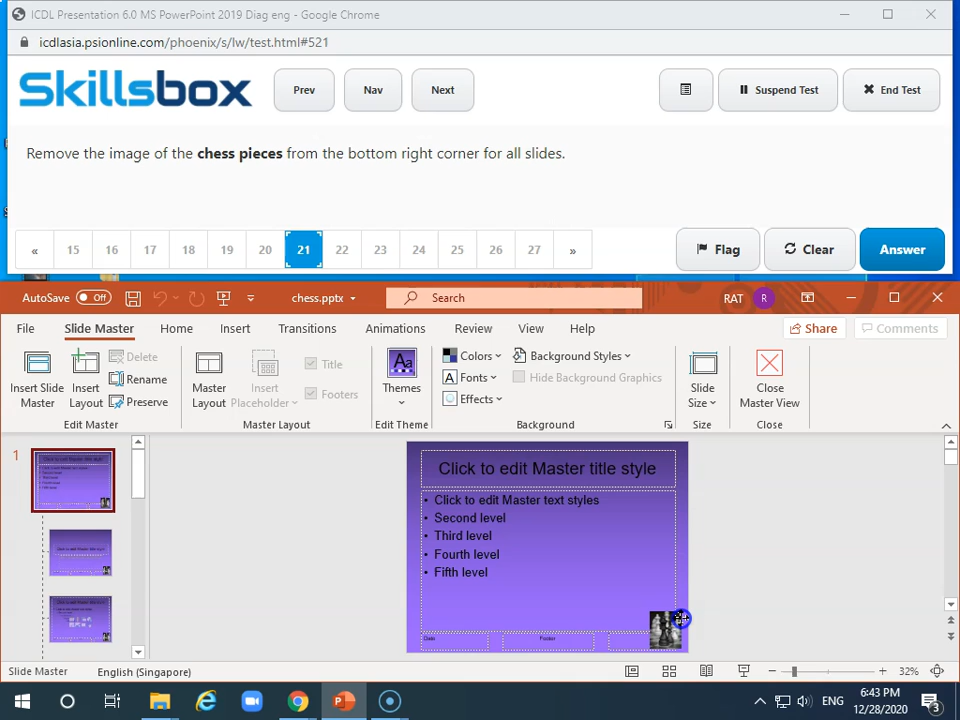 ICDL Presentation 6.0 MS PowerPoint 2019 Diag eng - Google Chrome
icdlasia.psionline.com/phoenix/s/lw/test.html#521
Skillsbox Prev Nav Next Suspend Test End Test
Remove the image of the chess pieces from the bottom right corner for all slides.
« 15 16 17 18 19 20 21 22 23 24 25 26 27 » Flag Clear Answer
AutoSave Off chess.pptx Search RAT R
File Slide Master Home Insert Transitions Animations Review View Help Share Comments
Insert Slide Master
Insert Layout
Delete
Rename
Preserve
Edit Master
Master Layout
Insert Placeholder
Title
Footers
Master Layout
Themes
Edit Theme
Colors
Fonts
Effects
Background Styles
Hide Background Graphics
Background
Slide Size
Size
Close Master View
Close
1
Click to edit Master title style
• Click to edit Master text styles
• Second level
• Third level
• Fourth level
• Fifth level
Date Footer
Slide Master English (Singapore) 32%
ENG 6:43 PM
12/28/2020 3